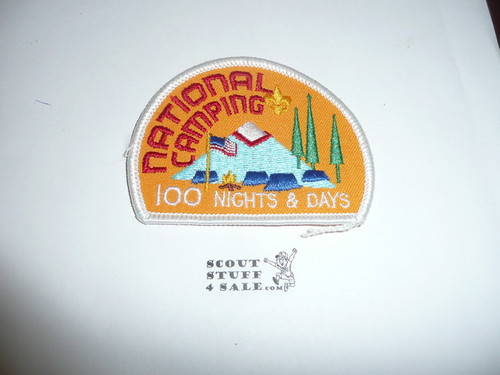 NATIONAL
CAMPING
100 NIGHTS & DAYS
SCOUT
STUFF
4 SALE.COM